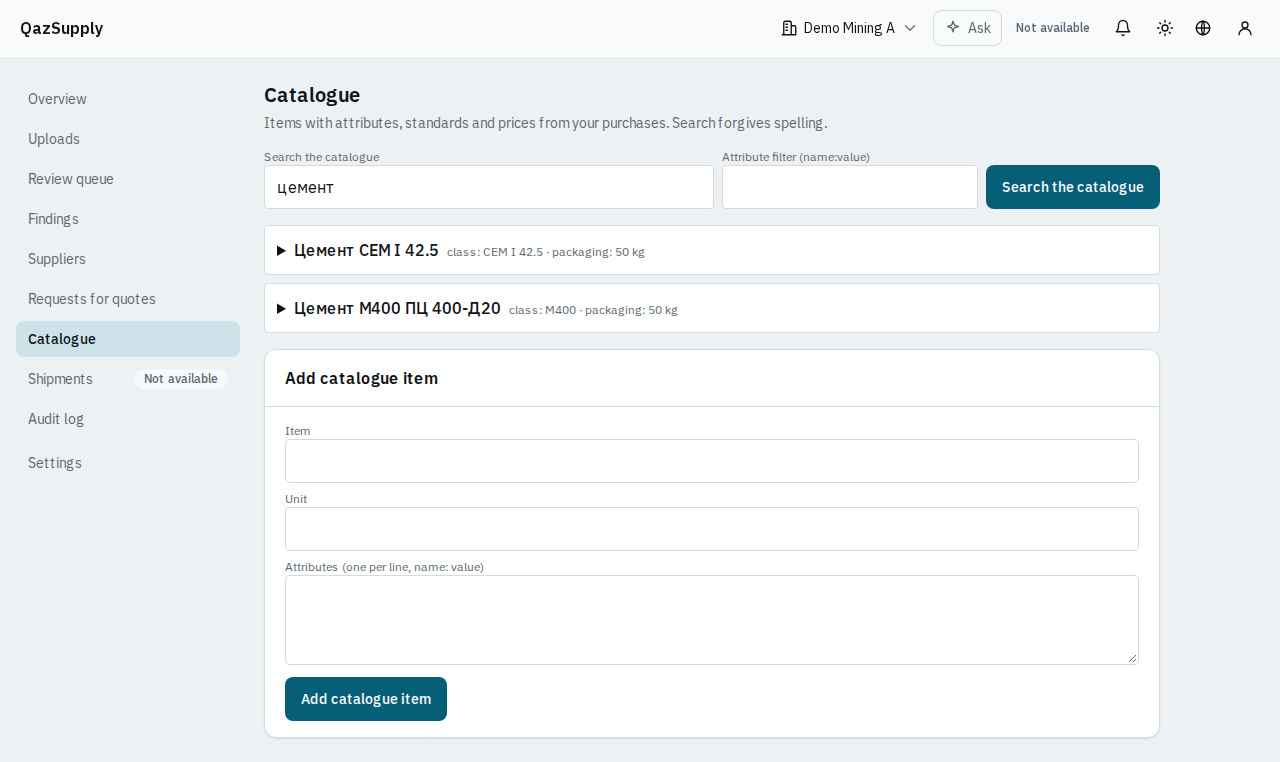 QazSupply
Demo Mining A
Ask
Not available
Overview
Uploads
Review queue
Findings
Suppliers
Requests for quotes
Catalogue
Shipments
Not available
Audit log
Settings
Catalogue
Items with attributes, standards and prices from your purchases. Search forgives spelling.
Search the catalogue
Attribute filter (name:value)
цемент
Search the catalogue
Цемент CEM I 42.5 class: CEM I 42.5 · packaging: 50 kg
Цемент М400 ПЦ 400-Д20 class: M400 · packaging: 50 kg
Add catalogue item
Item
Unit
Attributes (one per line, name: value)
Add catalogue item